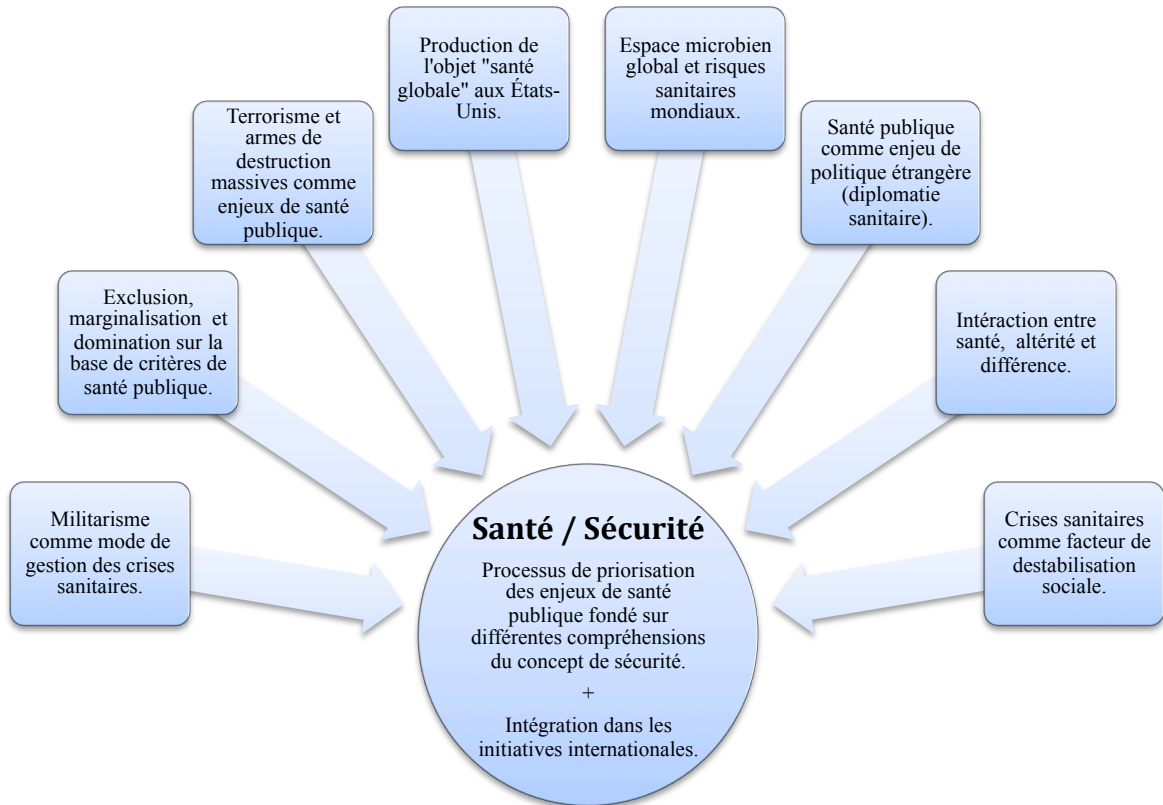 Production de
l'objet "santé
globale" aux États-
Unis.
Espace microbien
global et risques
sanitaires
mondiaux.
Terrorisme et
armes de
destruction
massives comme
enjeux de santé
publique.
Santé publique
comme enjeu de
politique étrangère
(diplomatie
sanitaire).
Exclusion,
marginalisation et
domination sur la
base de critères de
santé publique.
Intéraction entre
santé, altérité et
différence.
Militarisme
comme mode de
gestion des crises
sanitaires.
Crises sanitaires
comme facteur de
destabilisation
sociale.
Santé / Sécurité
Processus de priorisation
des enjeux de santé
publique fondé sur
différentes compréhensions
du concept de sécurité.
+
Intégration dans les
initiatives internationales.